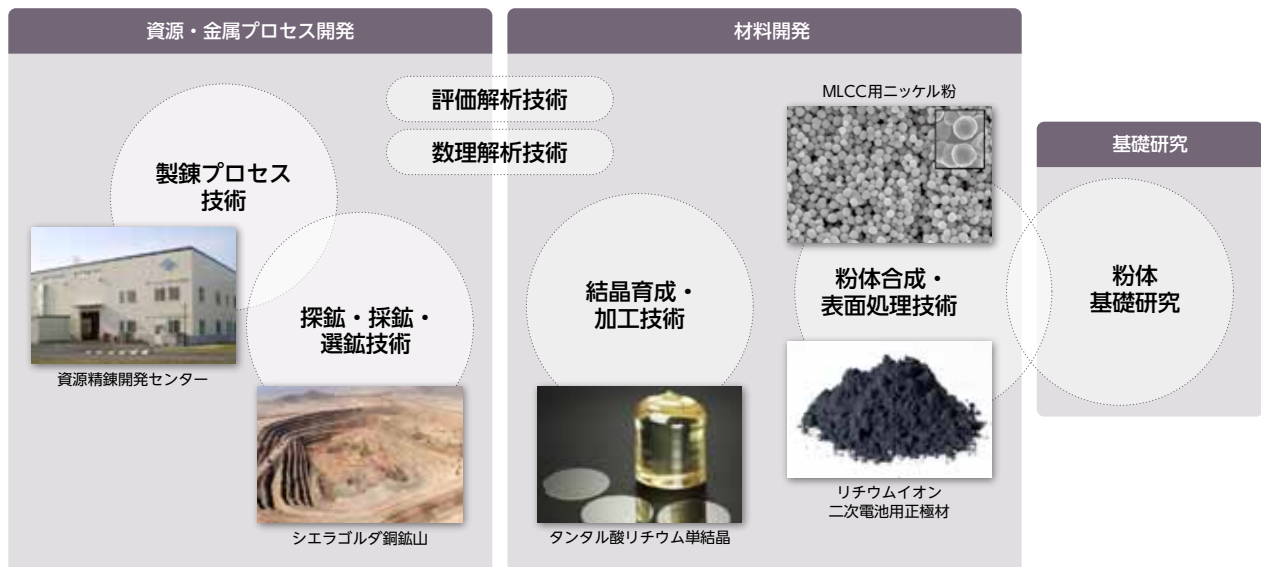 資源・金属プロセス開発
材料開発
基礎研究
評価解析技術
数理解析技術
製錬プロセス
技術
資源精錬開発センター
探鉱・採鉱・
選鉱技術
シエラゴルダ銅鉱山
結晶育成・
加工技術
タンタル酸リチウム単結晶
MLCC用ニッケル粉
粉体合成・
表面処理技術
リチウムイオン
二次電池用正極材
粉体
基礎研究